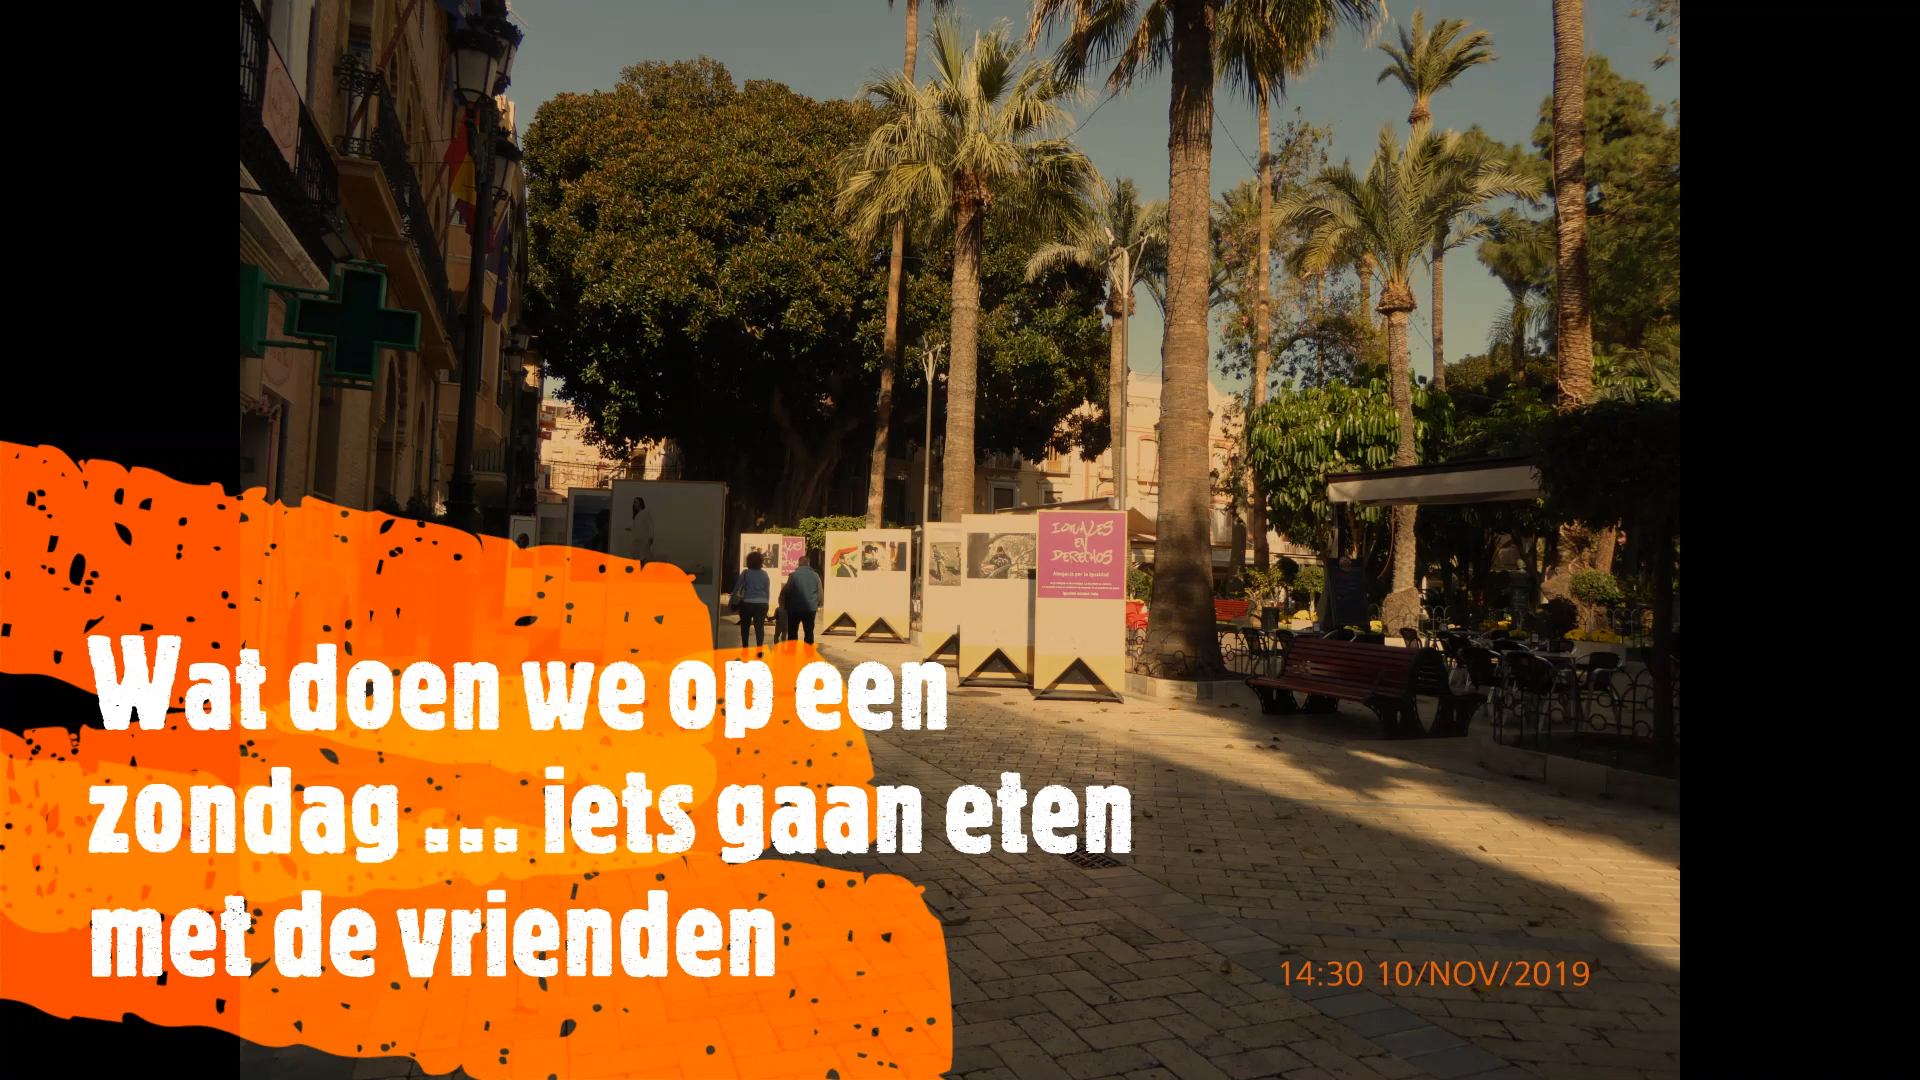 IGUALES
EN
DERECHOS
Wat doen we op een
zondag ... iets gaan eten
met de vrienden
14:30 10/NOV/2019